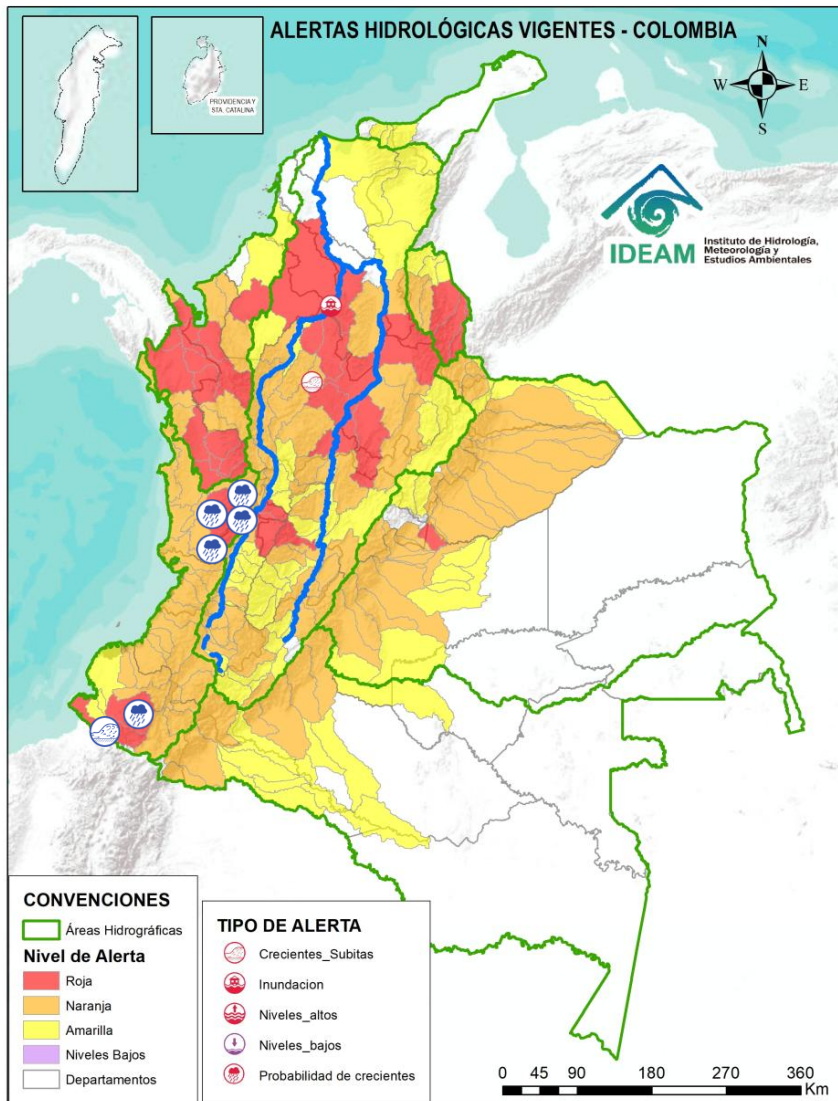 ALERTAS HIDROLÓGICAS VIGENTES - COLOMBIA
PROVIDENCIA Y
STA. CATALINA
N
W
E
S
IDEAM
Instituto de Hidrología,
Meteorología y
Estudios Ambientales
CONVENCIONES
Áreas Hidrográficas
Nivel de Alerta
Roja
Naranja
Amarilla
Niveles Bajos
Departamentos
TIPO DE ALERTA
Crecientes_Subitas
Inundacion
Niveles_altos
Niveles_bajos
Probabilidad de crecientes
0 45 90 180 270 360
Km